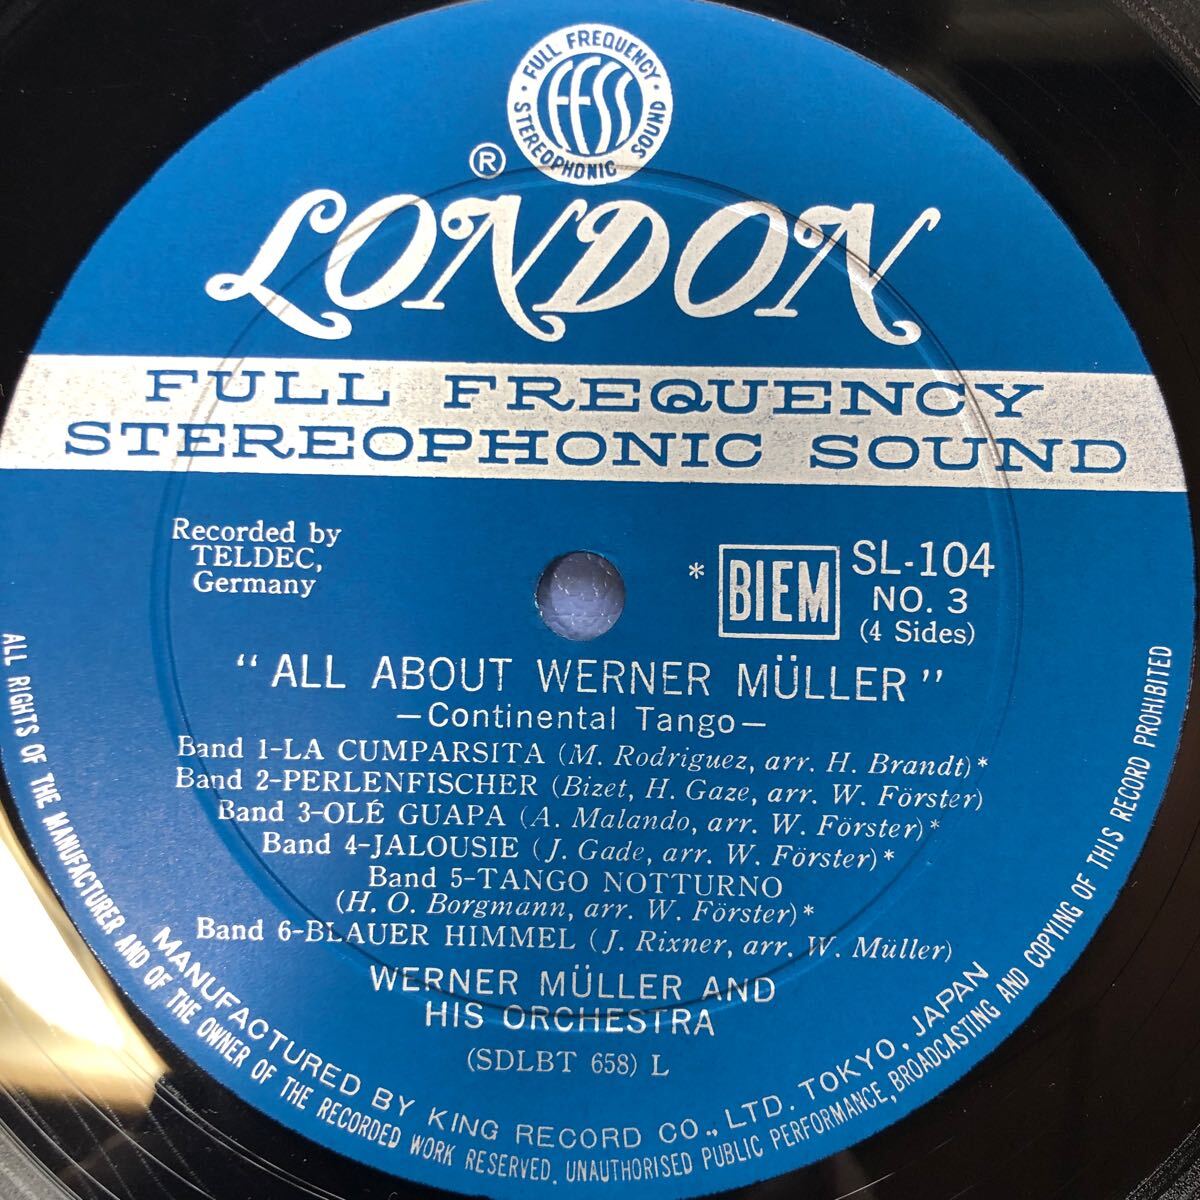 FULL FREQUENCY
ffss
STEREOPHONIC SOUND
®
LONDON
FULL FREQUENCY
STEREOPHONIC SOUND
Recorded by
TELDEC,
Germany
* BIEM
SL-104
NO. 3
(4 Sides)
"ALL ABOUT WERNER MÜLLER"
—Continental Tango—
Band 1-LA CUMPARSITA (M. Rodriguez, arr. H. Brandt)*
Band 2-PERLENFISCHER (Bizet, H. Gaze, arr. W. Förster)
Band 3-OLÉ GUAPA (A. Malando, arr. W. Förster)*
Band 4-JALOUSIE (J. Gade, arr. W. Förster)*
Band 5-TANGO NOTTURNO
(H. O. Borgmann, arr. W. Förster)*
Band 6-BLAUER HIMMEL (J. Rixner, arr. W. Müller)
WERNER MÜLLER AND
HIS ORCHESTRA
(SDLBT 658) L
MANUFACTURED BY KING RECORD CO., LTD. TOKYO, JAPAN
ALL RIGHTS OF THE MANUFACTURER AND OF THE OWNER OF THE RECORDED WORK RESERVED. UNAUTHORISED PUBLIC PERFORMANCE, BROADCASTING AND COPYING OF THIS RECORD PROHIBITED